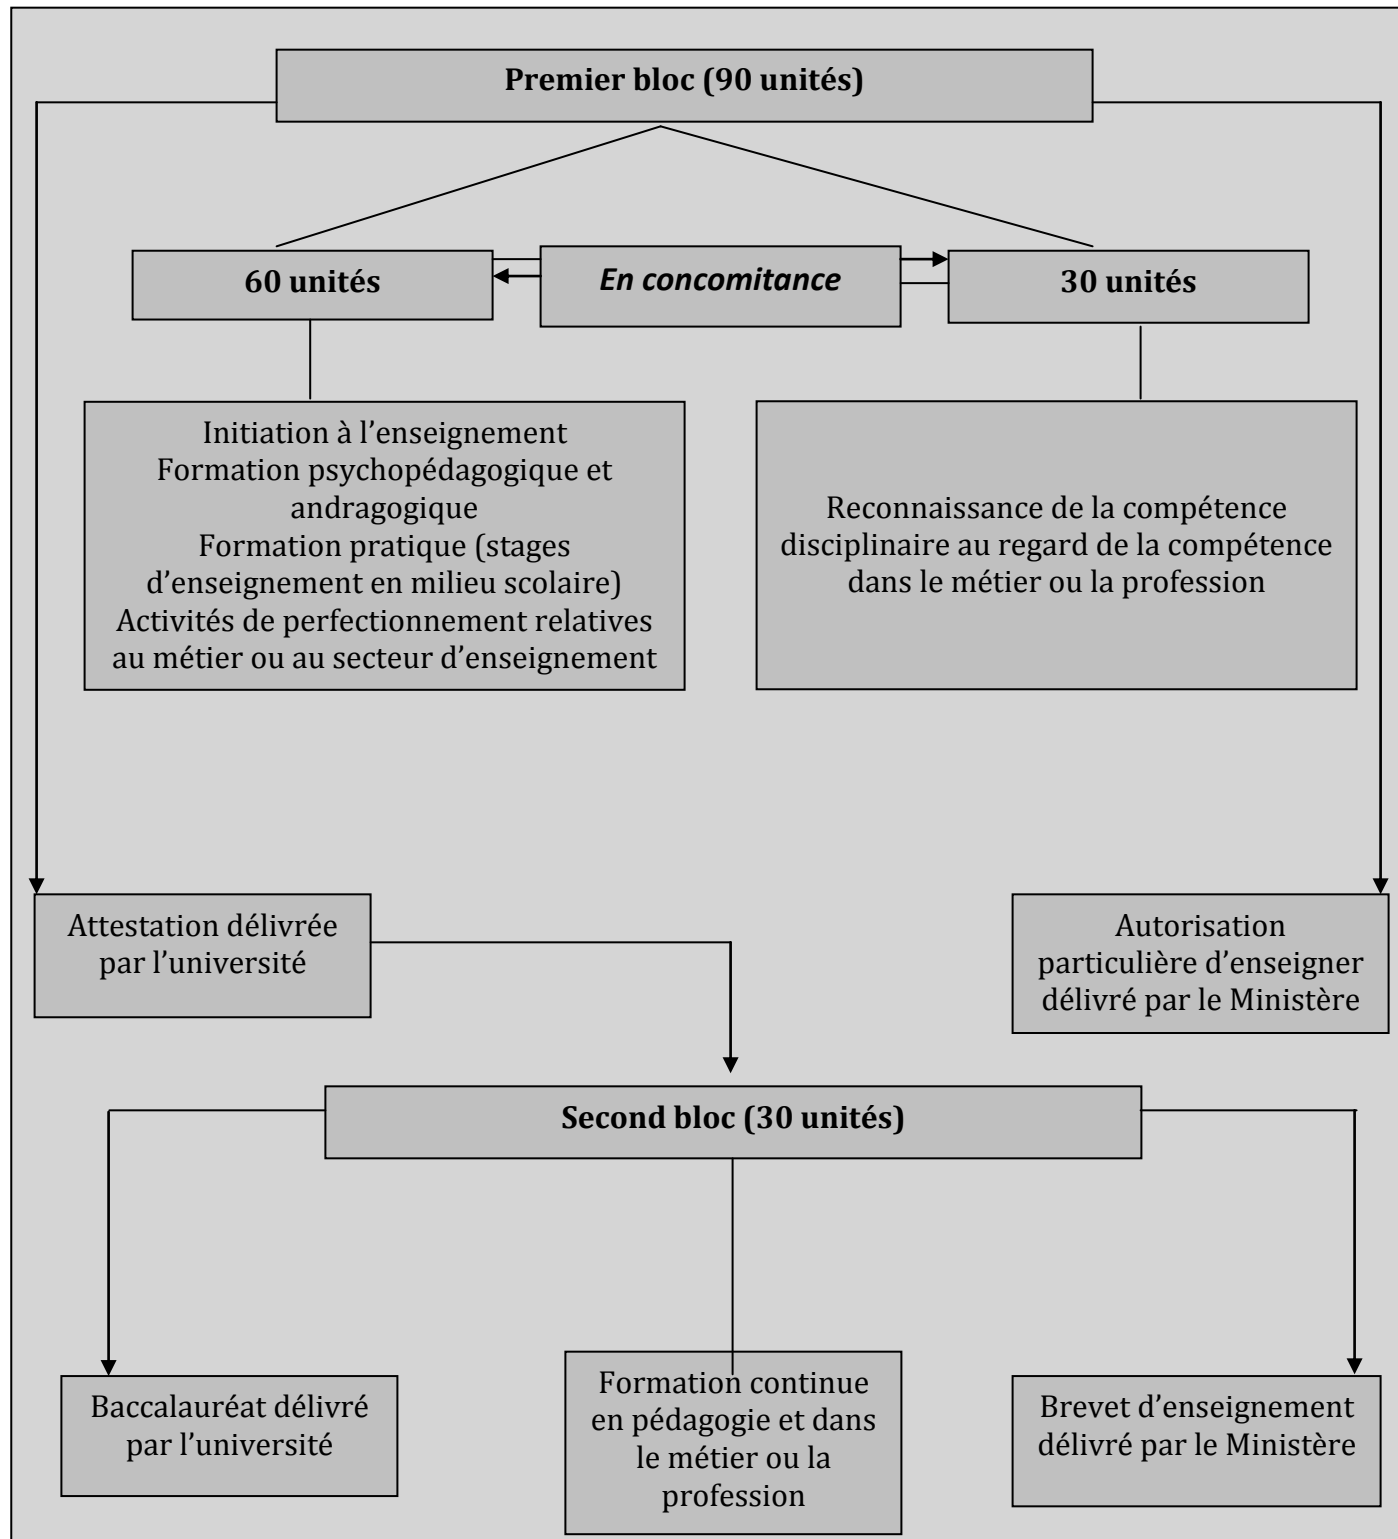 Premier bloc (90 unités)
60 unités
En concomitance
30 unités
Initiation à l’enseignement
Formation psychopédagogique et
andragogique
Formation pratique (stages
d’enseignement en milieu scolaire)
Activités de perfectionnement relatives
au métier ou au secteur d’enseignement
Reconnaissance de la compétence
disciplinaire au regard de la compétence
dans le métier ou la profession
Attestation délivrée
par l’université
Autorisation
particulière d’enseigner
délivré par le Ministère
Second bloc (30 unités)
Baccalauréat délivré
par l’université
Formation continue
en pédagogie et dans
le métier ou la
profession
Brevet d’enseignement
délivré par le Ministère